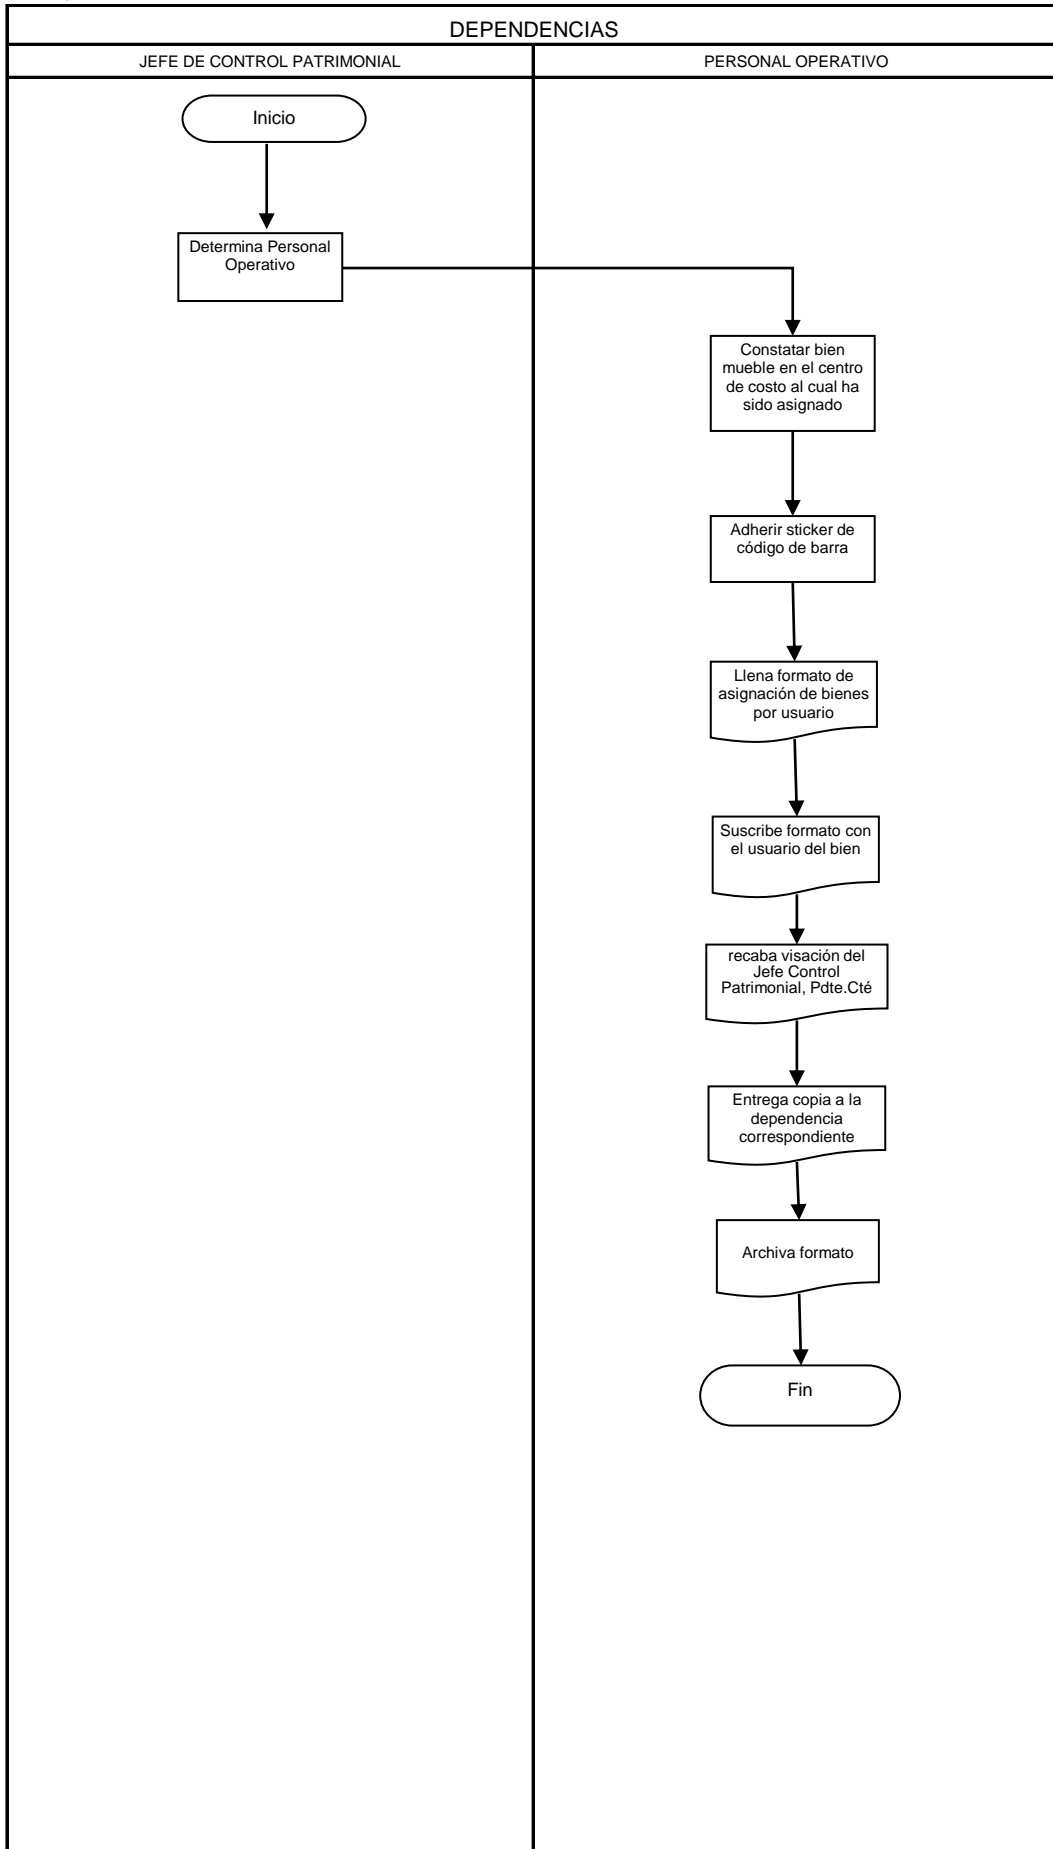 DEPENDENCIAS
JEFE DE CONTROL PATRIMONIAL
PERSONAL OPERATIVO
Inicio
Determina Personal
Operativo
Constatar bien
mueble en el centro
de costo al cual ha
sido asignado
Adherir sticker de
código de barra
Llena formato de
asignación de bienes
por usuario
Suscribe formato con
el usuario del bien
recaba visación del
Jefe Control
Patrimonial, Pdte.Cté
Entrega copia a la
dependencia
correspondiente
Archiva formato
Fin